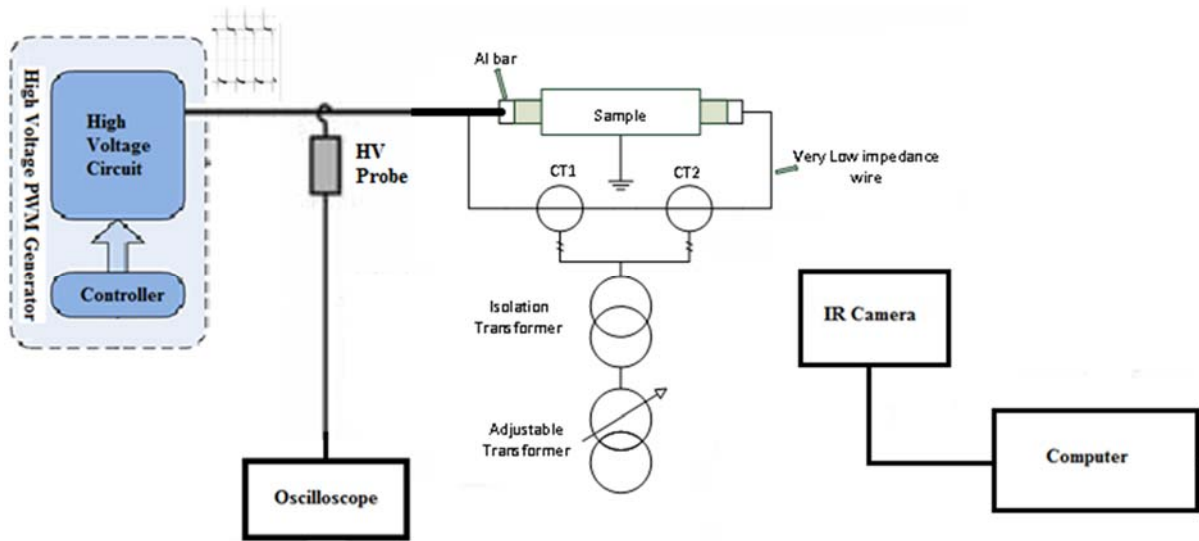 High Voltage PWM Generator
High
Voltage
Circuit
Controller
HV
Probe
Oscilloscope
Al bar
Sample
Very Low impedance
wire
CT1
CT2
Isolation
Transformer
Adjustable
Transformer
IR Camera
Computer